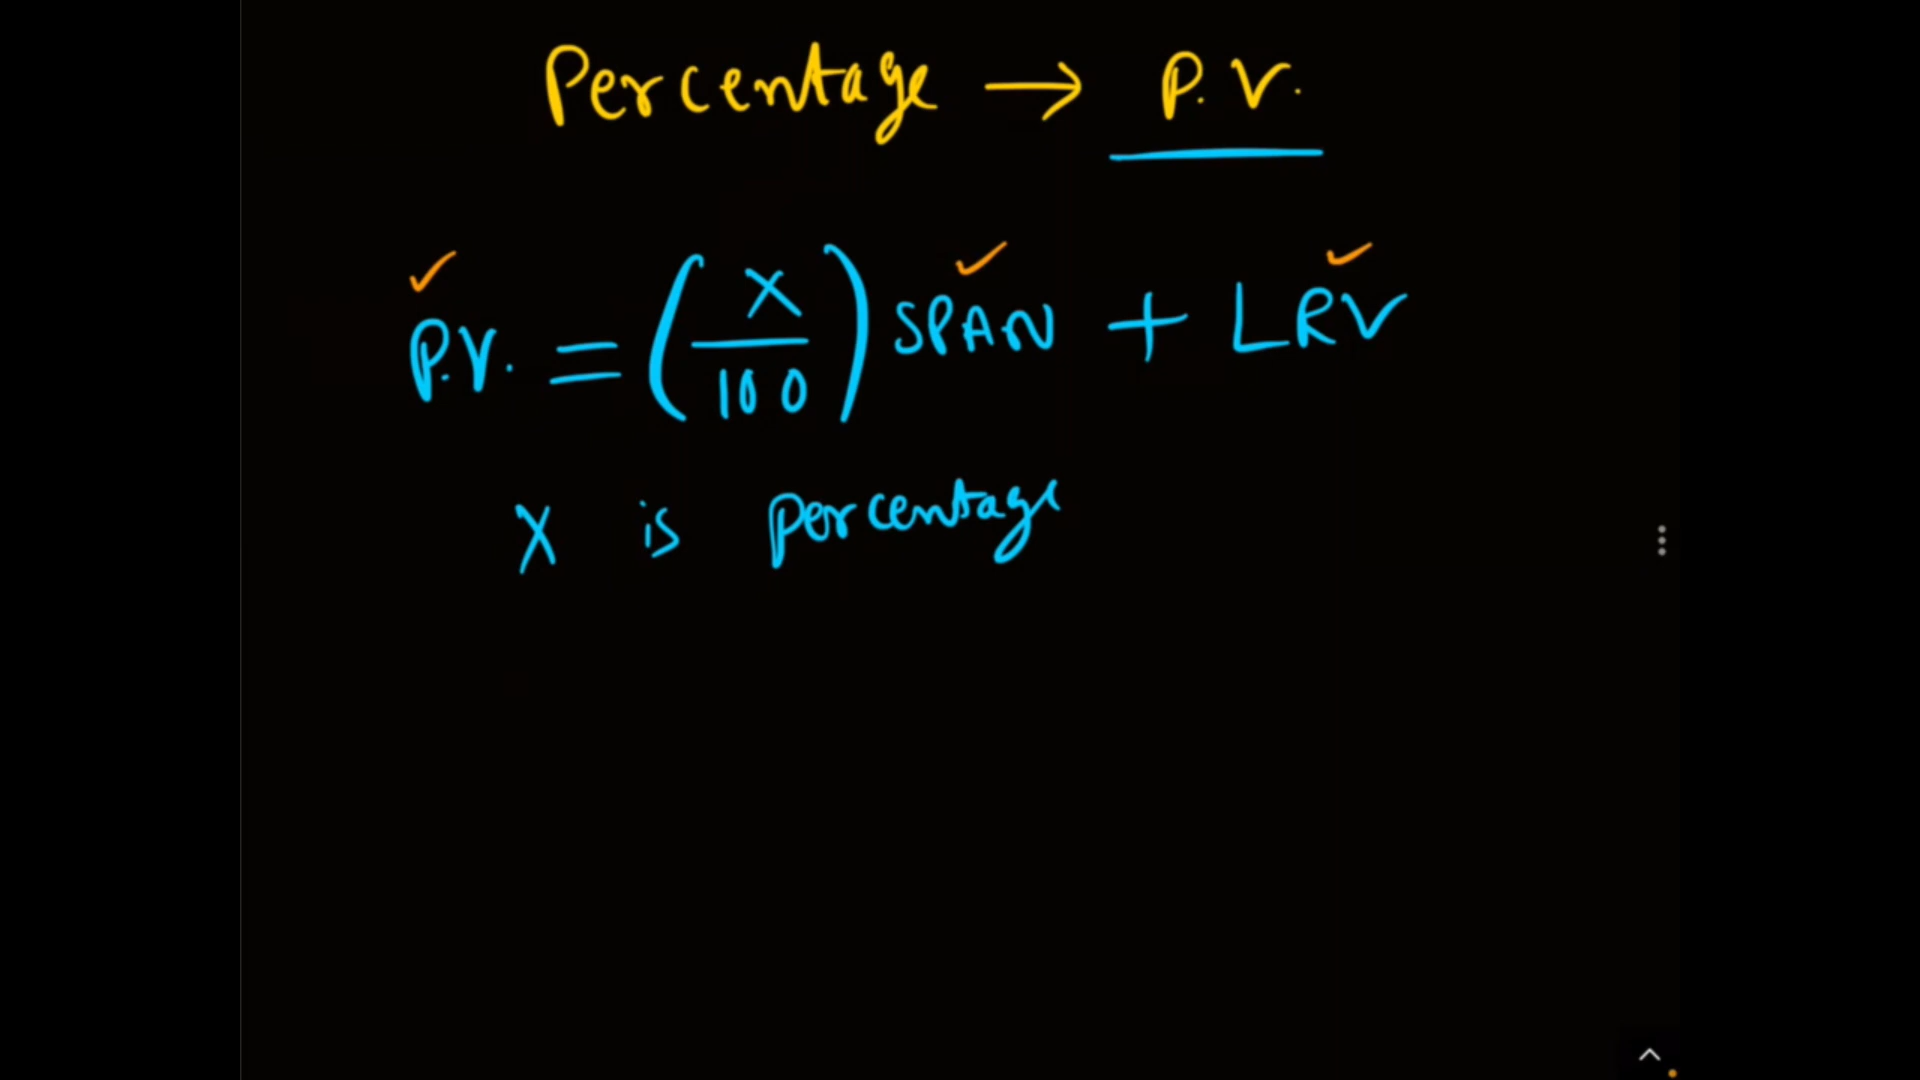 Percentage → P.V.
P.V. = (X/100) SPAN + LRV
X is percentage